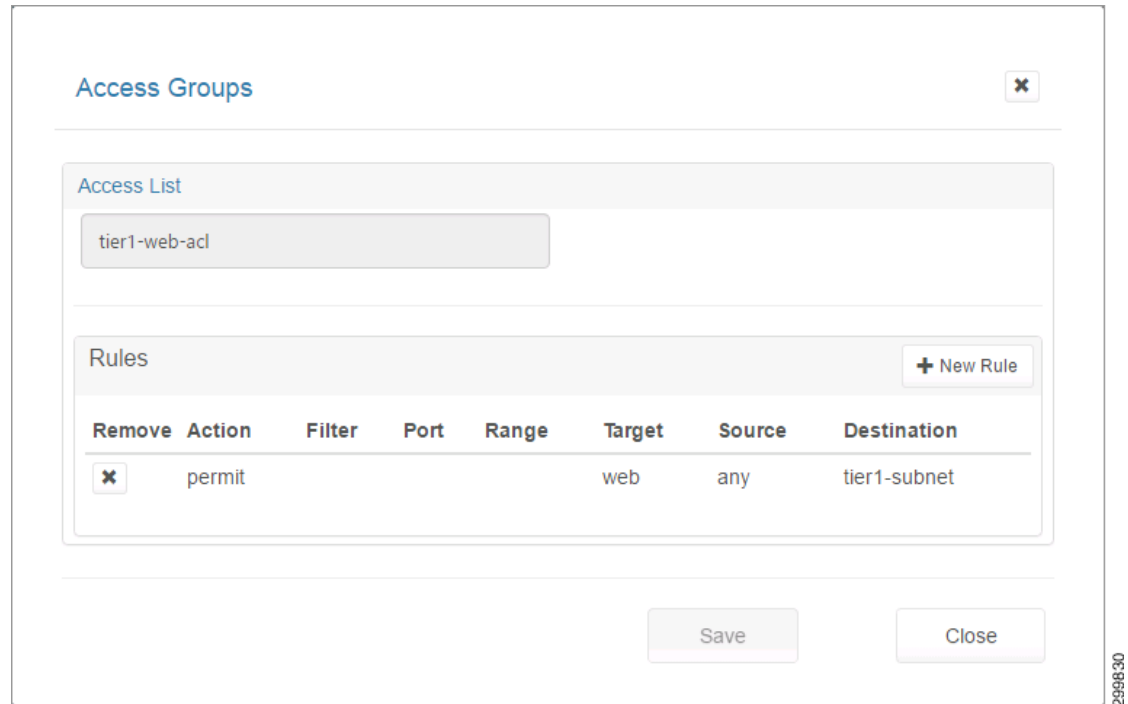 Access Groups
Access List
tier1-web-acl
Rules
New Rule
Remove Action Filter Port Range Target Source Destination
permit web any tier1-subnet
Save Close
299830